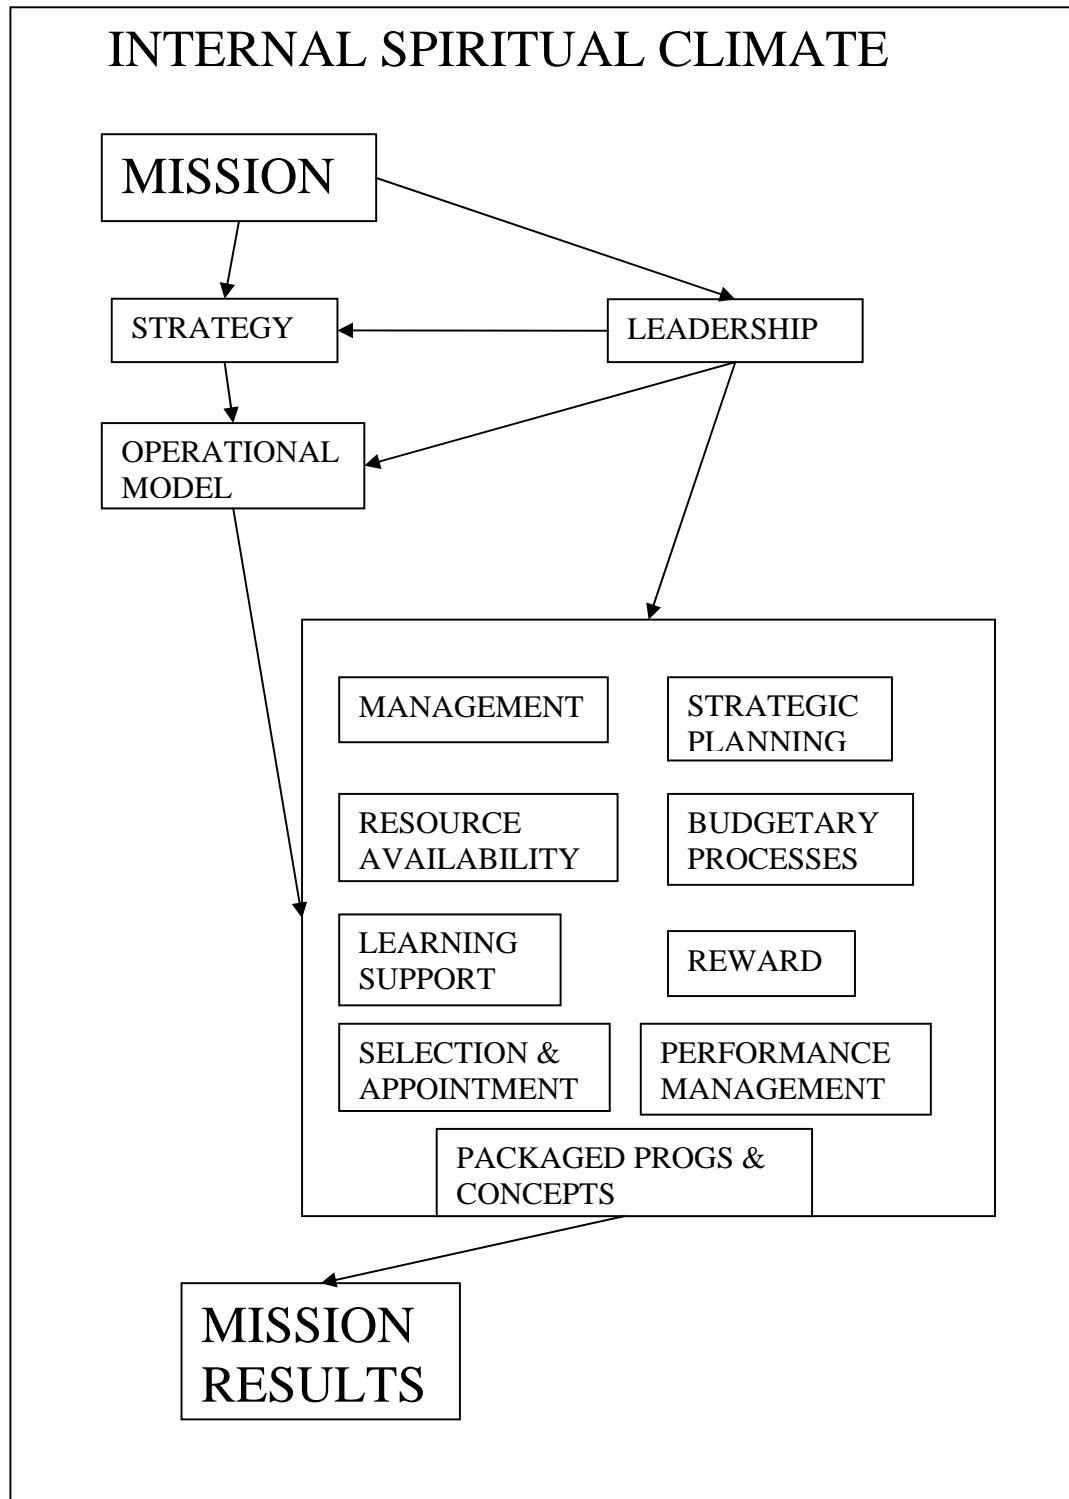 INTERNAL SPIRITUAL CLIMATE
MISSION
STRATEGY
LEADERSHIP
OPERATIONAL
MODEL
MANAGEMENT
STRATEGIC
PLANNING
RESOURCE
AVAILABILITY
BUDGETARY
PROCESSES
LEARNING
SUPPORT
REWARD
SELECTION &
APPOINTMENT
PERFORMANCE
MANAGEMENT
PACKAGED PROGS &
CONCEPTS
MISSION
RESULTS